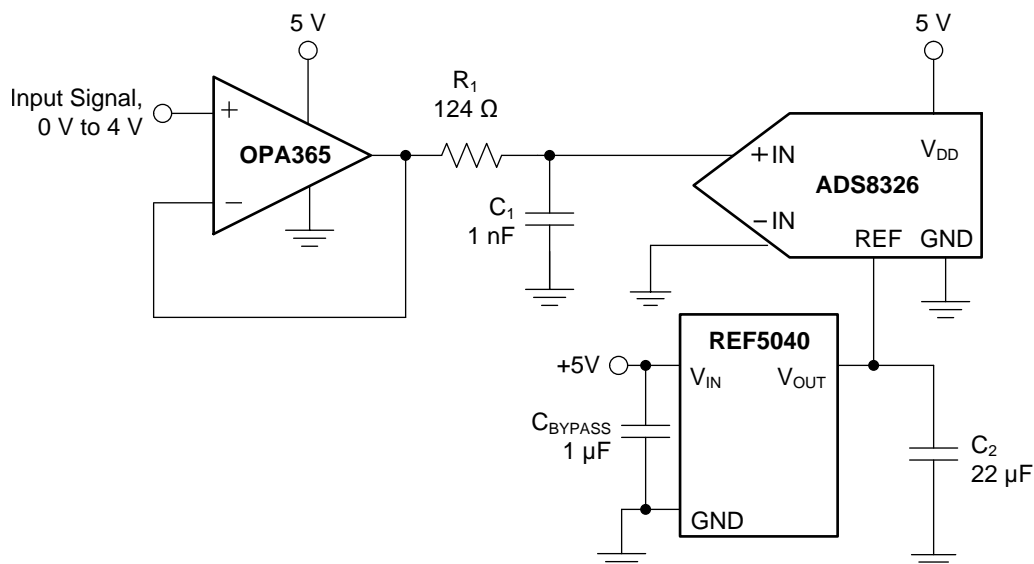 5 V
5 V
Input Signal,
0 V to 4 V
+
−
OPA365
R1
124 Ω
C1
1 nF
+IN
−IN
VDD
ADS8326
REF
GND
REF5040
+5V
VIN
VOUT
CBYPASS
1 µF
GND
C2
22 µF